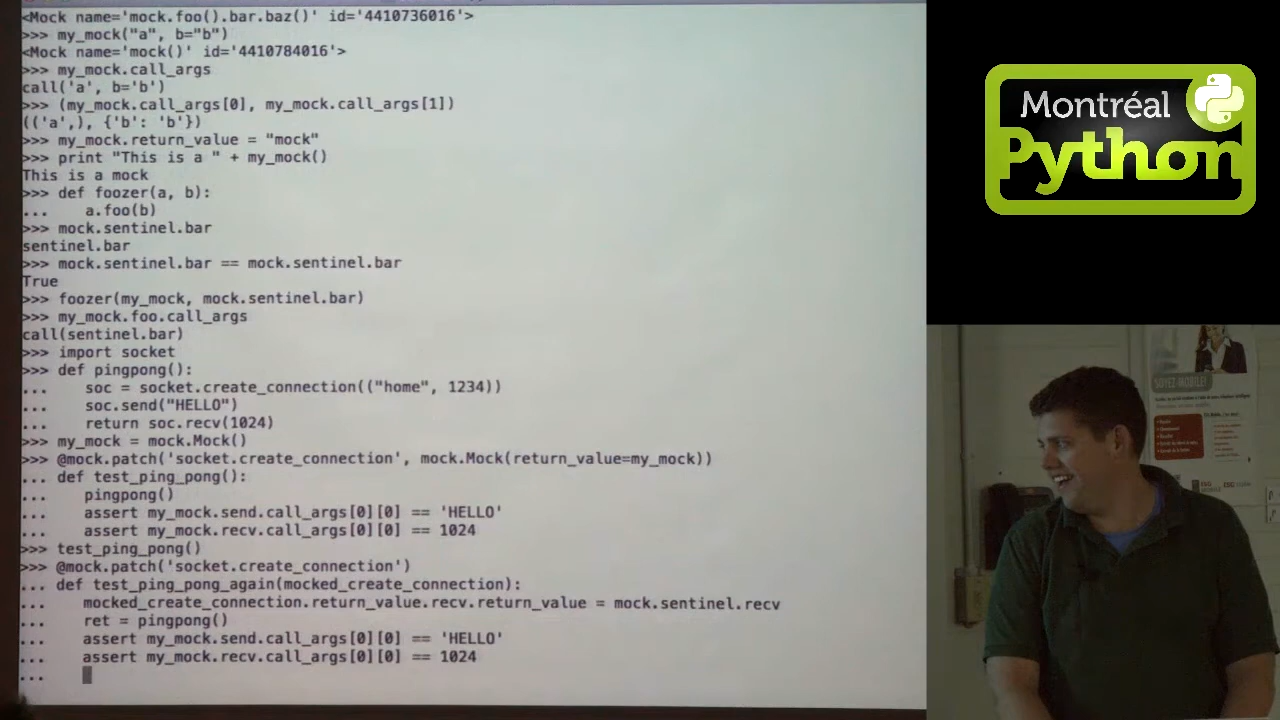 <Mock name='mock.foo().bar.baz()' id='4410736016'>
>>> my_mock("a", b="b")
<Mock name='mock()' id='4410784016'>
>>> my_mock.call_args
call('a', b='b')
>>> (my_mock.call_args[0], my_mock.call_args[1])
(('a',), {'b': 'b'})
>>> my_mock.return_value = "mock"
>>> print "This is a " + my_mock()
This is a mock
>>> def foozer(a, b):
...     a.foo(b)
>>> mock.sentinel.bar
sentinel.bar
>>> mock.sentinel.bar == mock.sentinel.bar
True
>>> foozer(my_mock, mock.sentinel.bar)
>>> my_mock.foo.call_args
call(sentinel.bar)
>>> import socket
>>> def pingpong():
...     soc = socket.create_connection(("home", 1234))
...     soc.send("HELLO")
...     return soc.recv(1024)
>>> my_mock = mock.Mock()
>>> @mock.patch('socket.create_connection', mock.Mock(return_value=my_mock))
... def test_ping_pong():
...     pingpong()
...     assert my_mock.send.call_args[0][0] == 'HELLO'
...     assert my_mock.recv.call_args[0][0] == 1024
>>> test_ping_pong()
>>> @mock.patch('socket.create_connection')
... def test_ping_pong_again(mocked_create_connection):
...     mocked_create_connection.return_value.recv.return_value = mock.sentinel.recv
...     ret = pingpong()
...     assert my_mock.send.call_args[0][0] == 'HELLO'
...     assert my_mock.recv.call_args[0][0] == 1024
...
Montréal
Python
SOYEZ MOBILE!